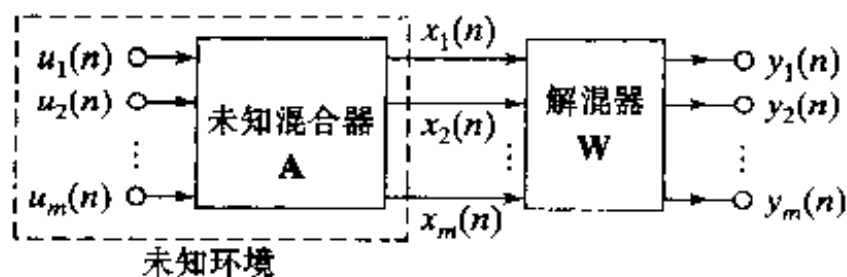 u₁(n)
u₂(n)
⋮
uₘ(n)
未知混合器
A
x₁(n)
x₂(n)
⋮
xₘ(n)
解混器
W
y₁(n)
y₂(n)
⋮
yₘ(n)
未知环境